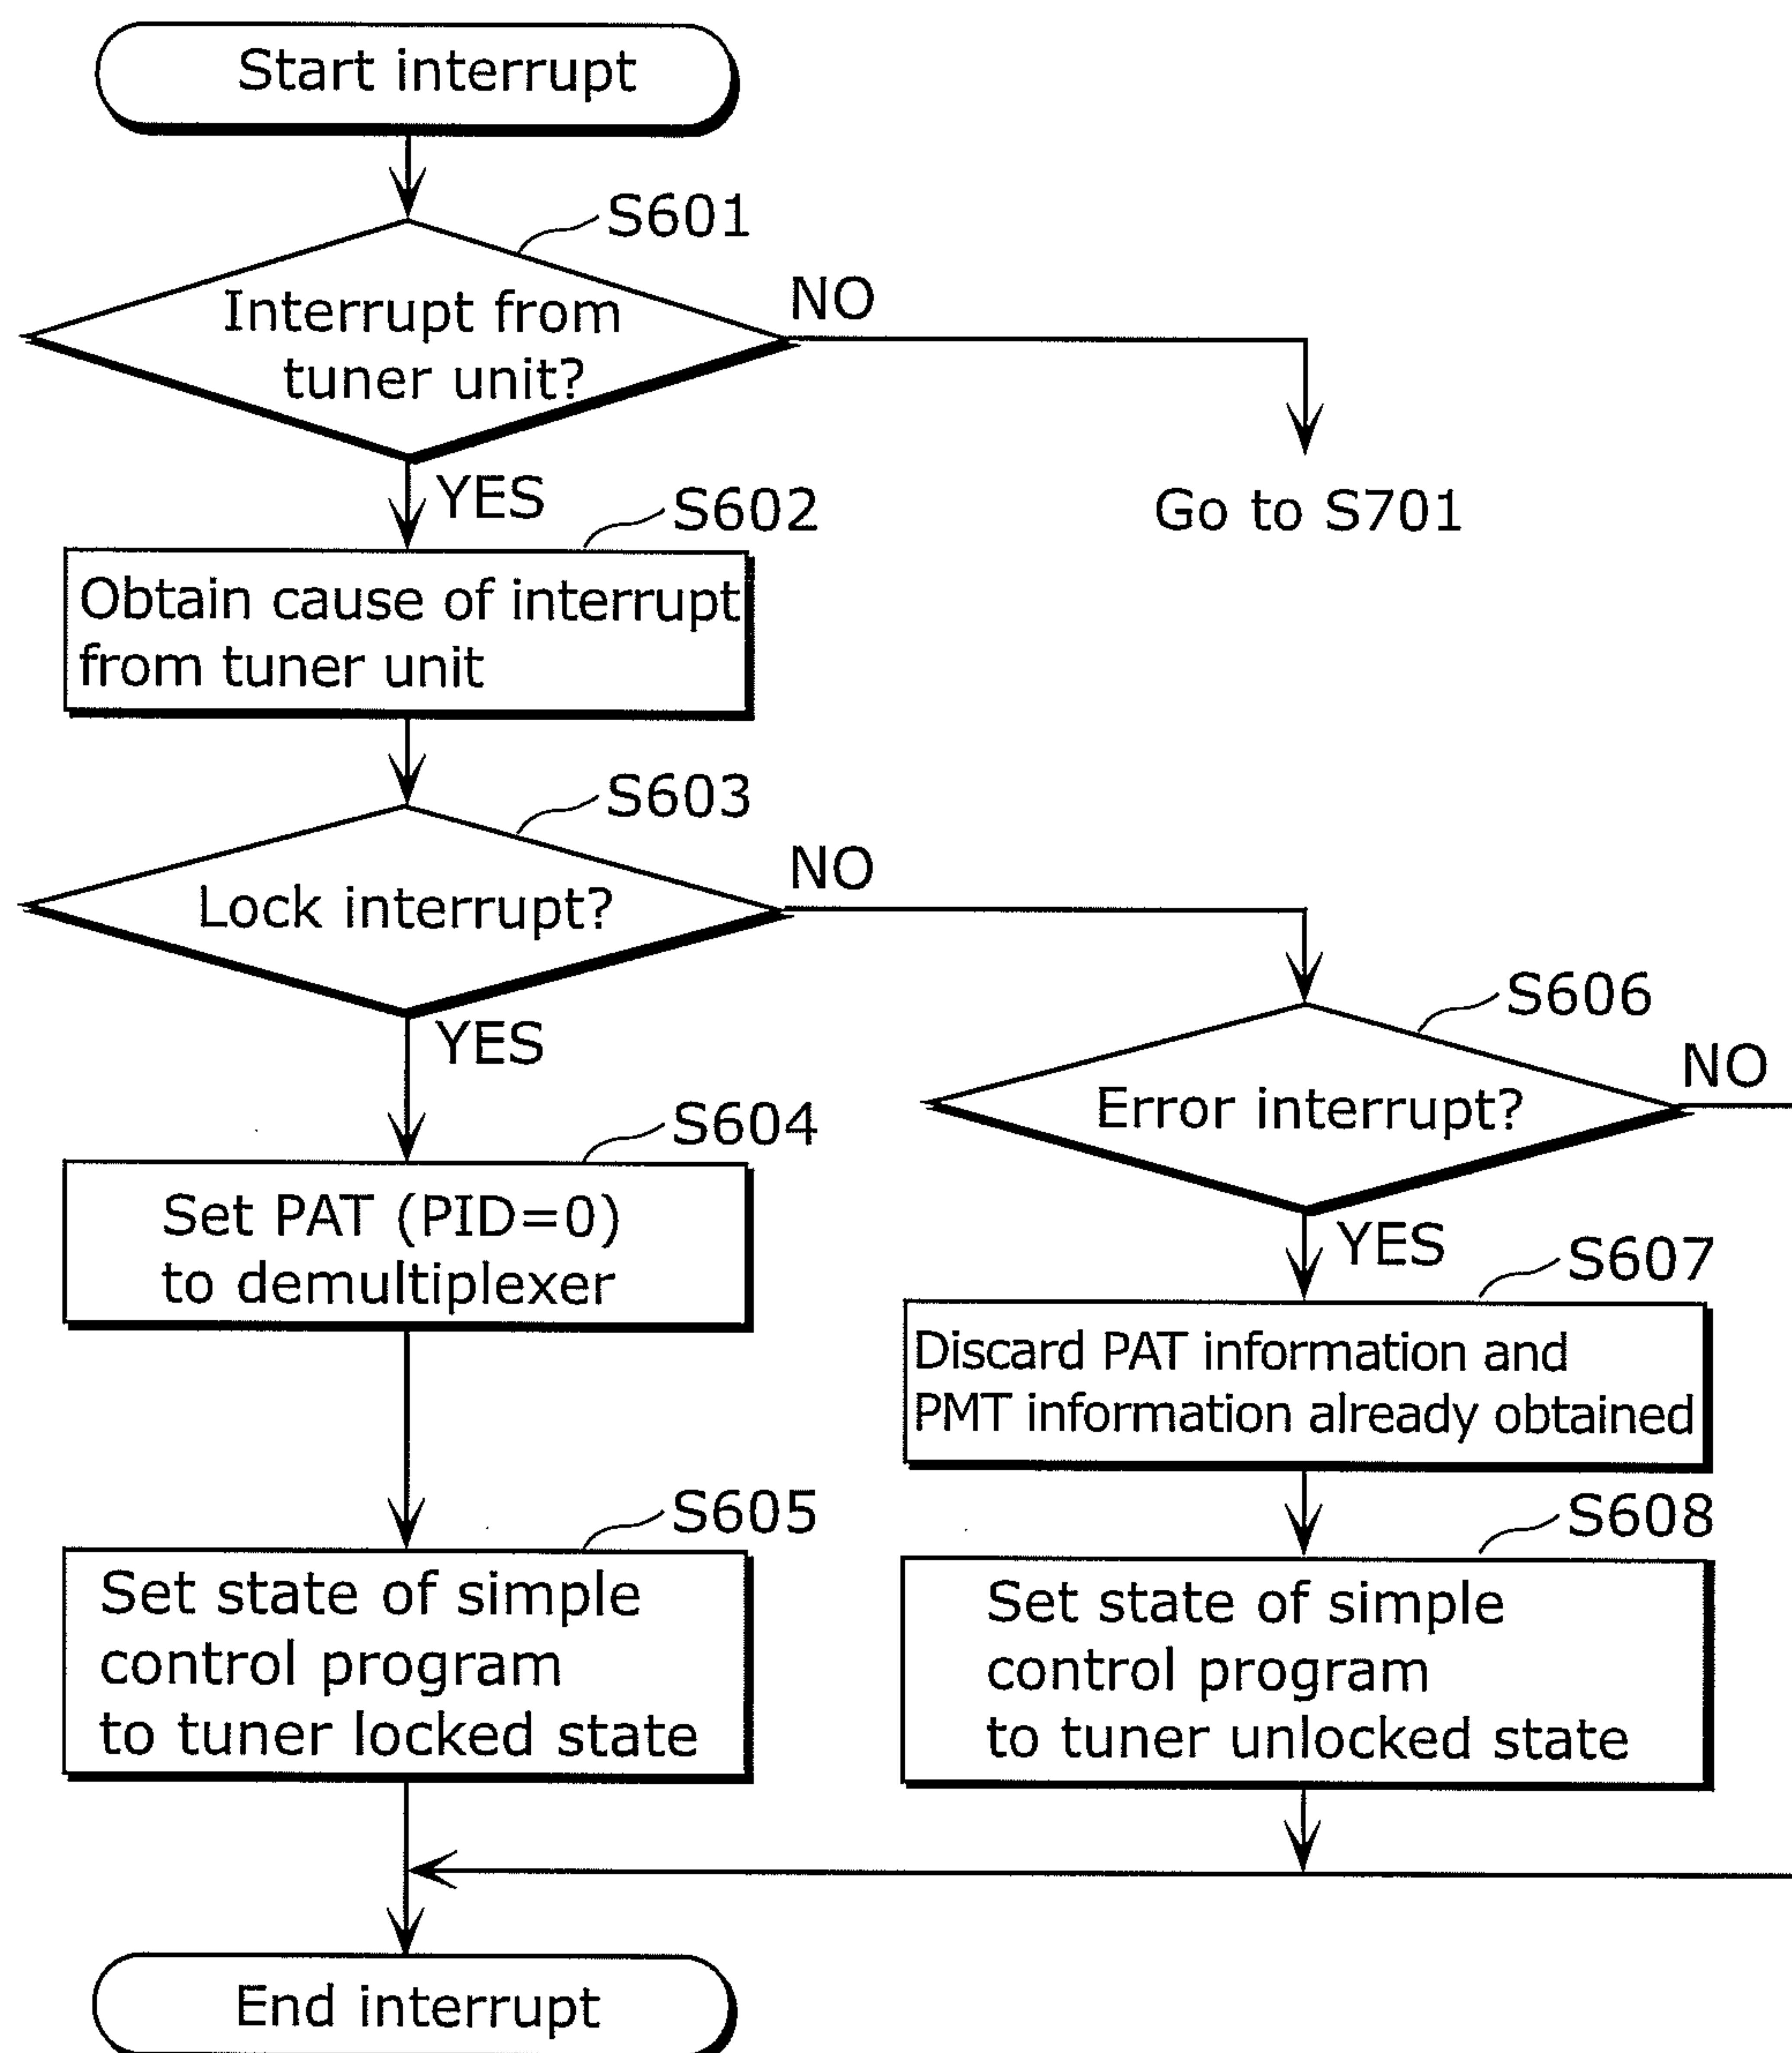 Start interrupt
S601
Interrupt from
tuner unit?
NO
YES
Go to S701
S602
Obtain cause of interrupt
from tuner unit
S603
Lock interrupt?
NO
YES
S606
Error interrupt?
NO
YES
S604
Set PAT (PID=0)
to demultiplexer
S607
Discard PAT information and
PMT information already obtained
S605
Set state of simple
control program
to tuner locked state
S608
Set state of simple
control program
to tuner unlocked state
End interrupt